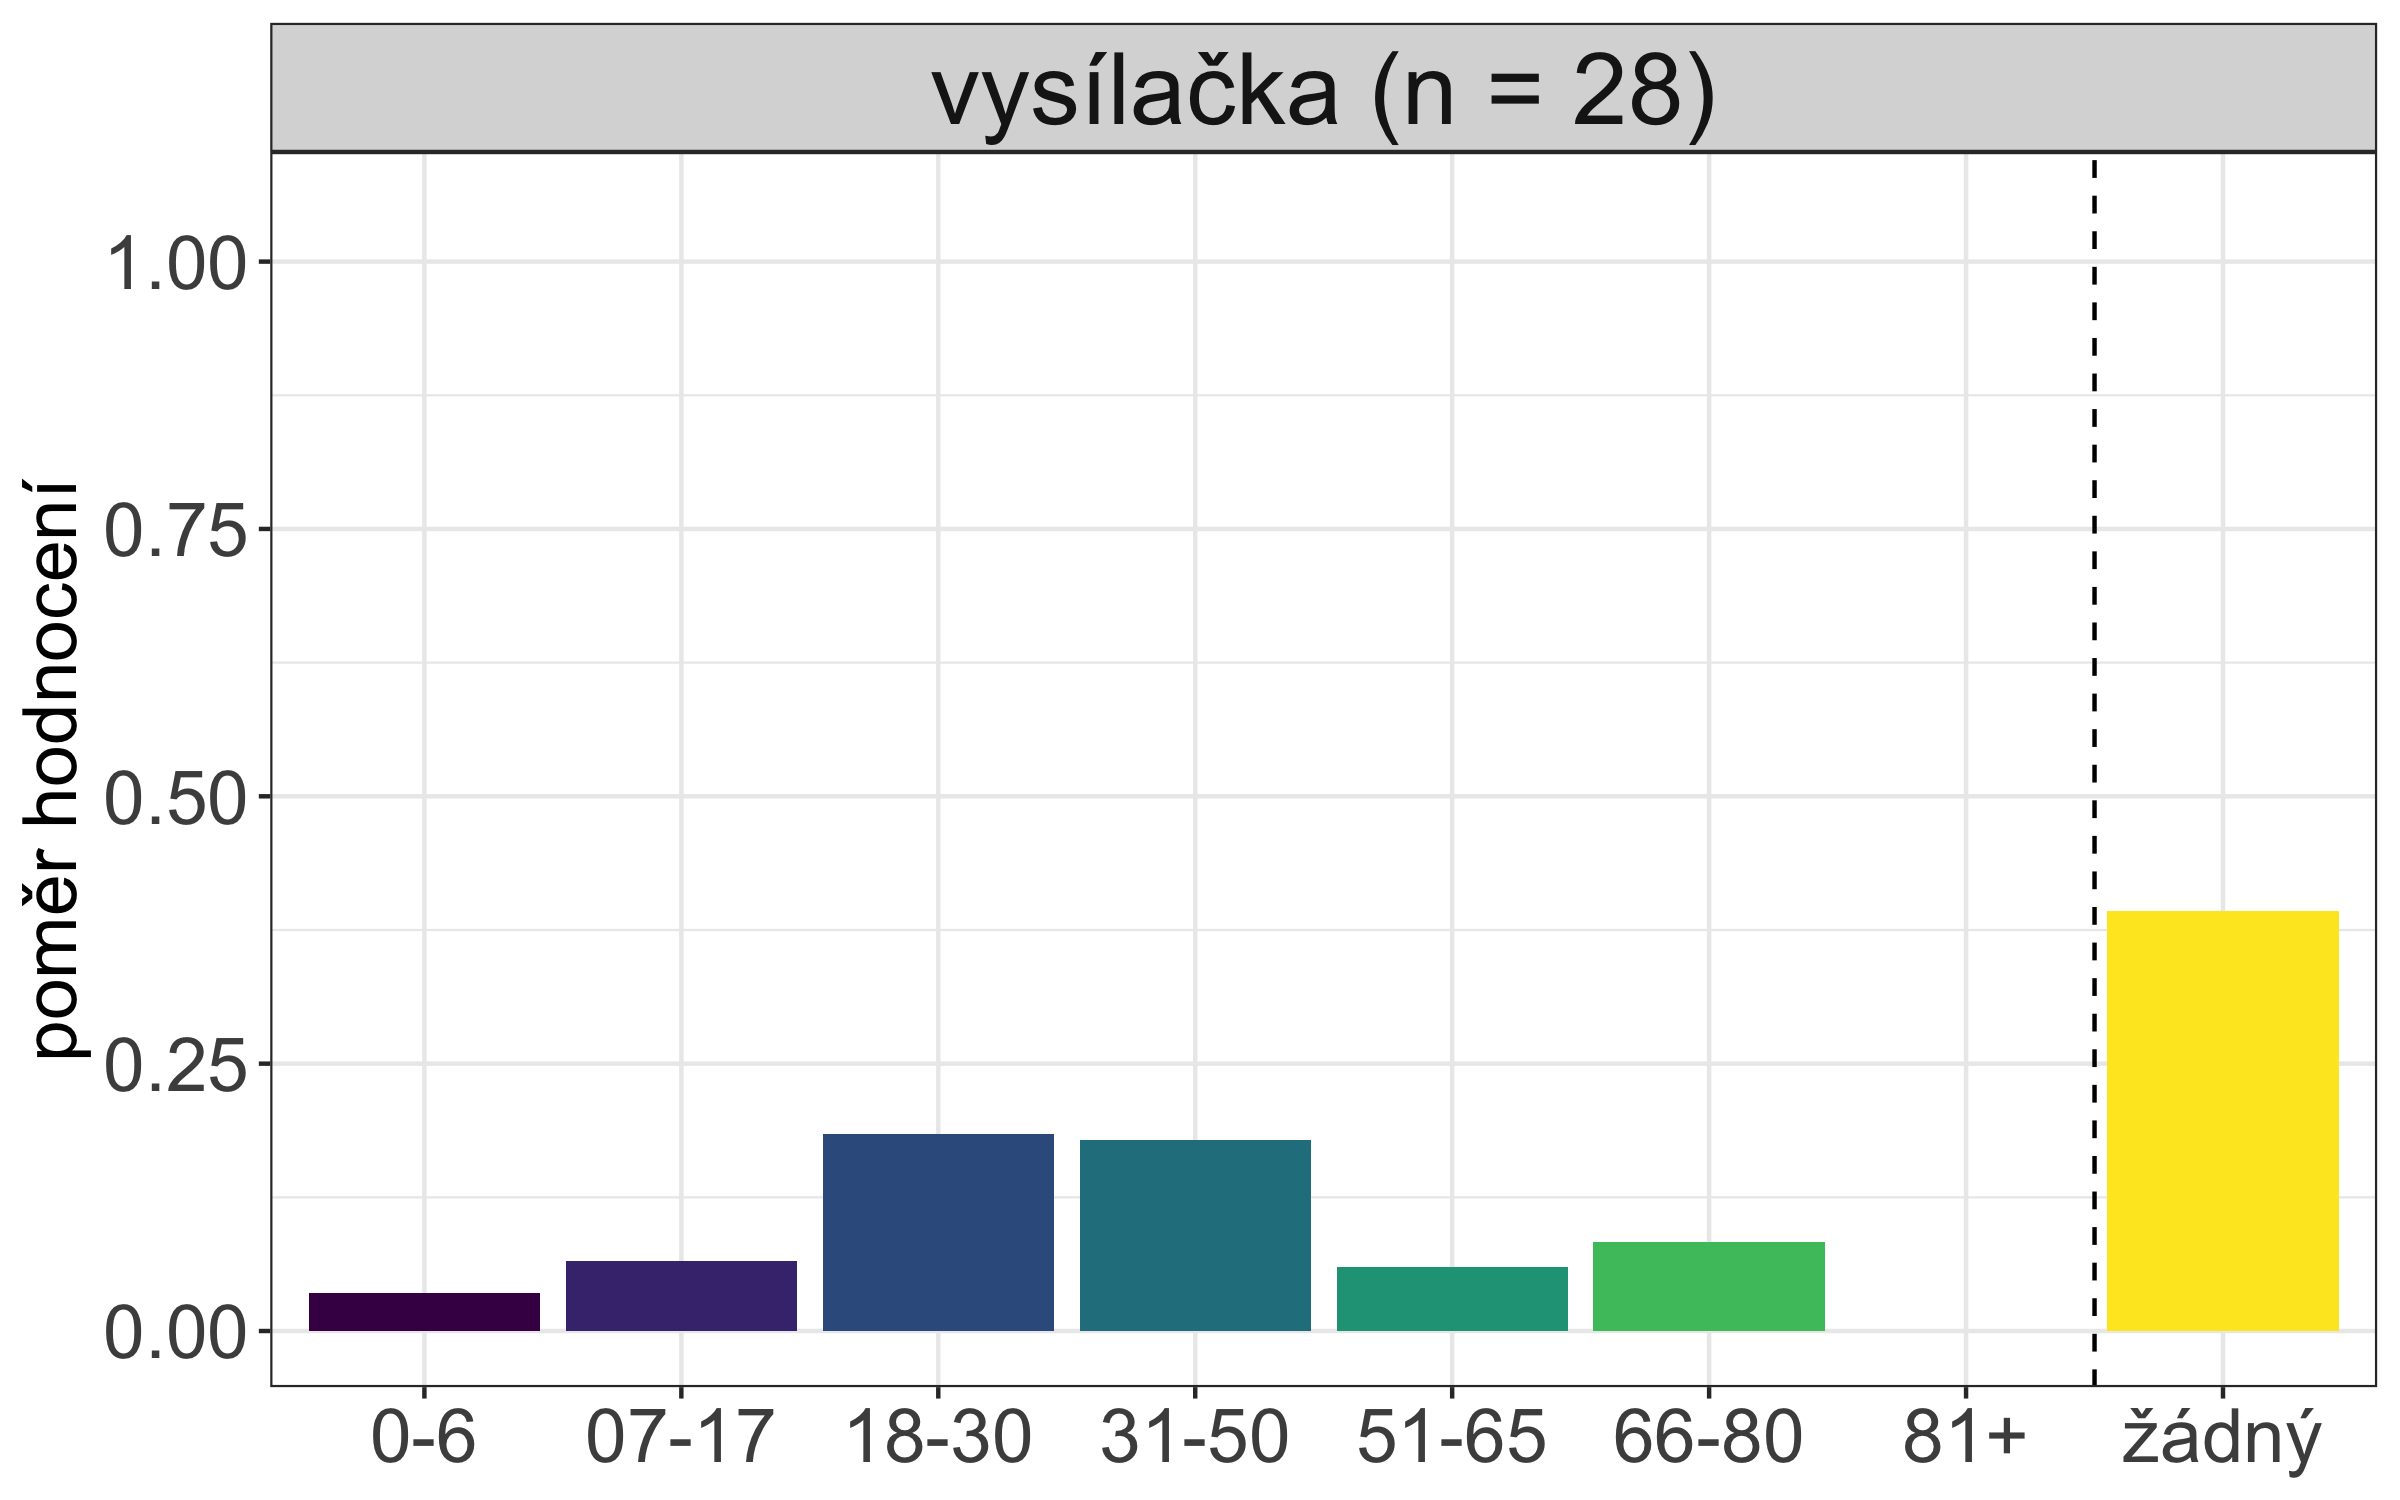 vysílačka (n = 28)
poměr hodnocení
1.00
0.75
0.50
0.25
0.00
0-6 07-17 18-30 31-50 51-65 66-80 81+ žádný